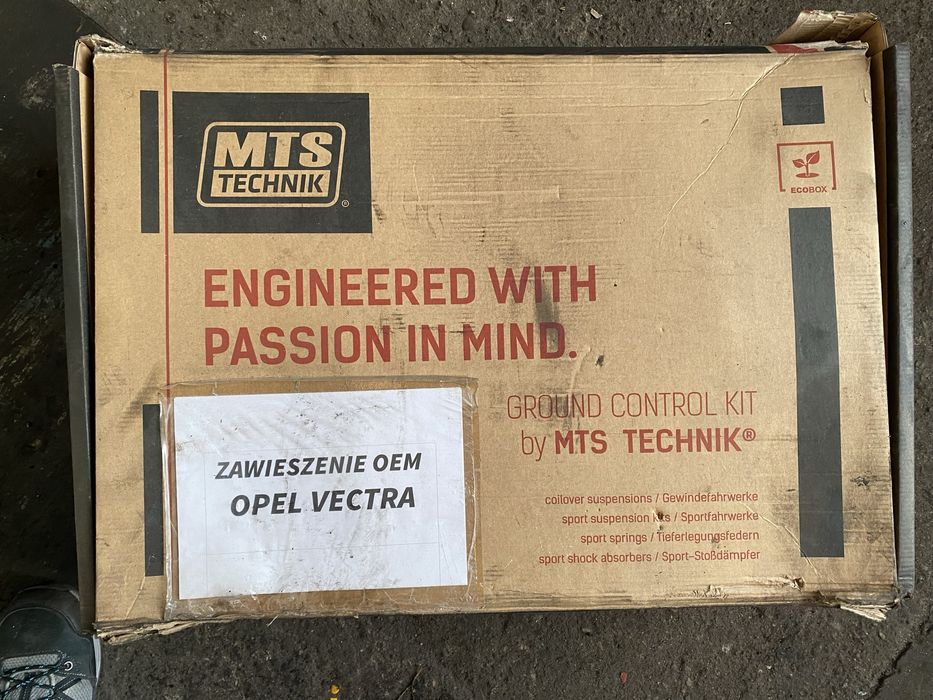 MTS
TECHNIK
®
ECOBOX
ENGINEERED WITH
PASSION IN MIND.
GROUND CONTROL KIT
by MTS TECHNIK®
ZAWIESZENIE OEM
OPEL VECTRA
coilover suspensions / Gewindefahrwerke
sport suspension kits / Sportfahrwerke
sport springs / Tieferlegungsfedern
sport shock absorbers / Sport-Stoßdämpfer